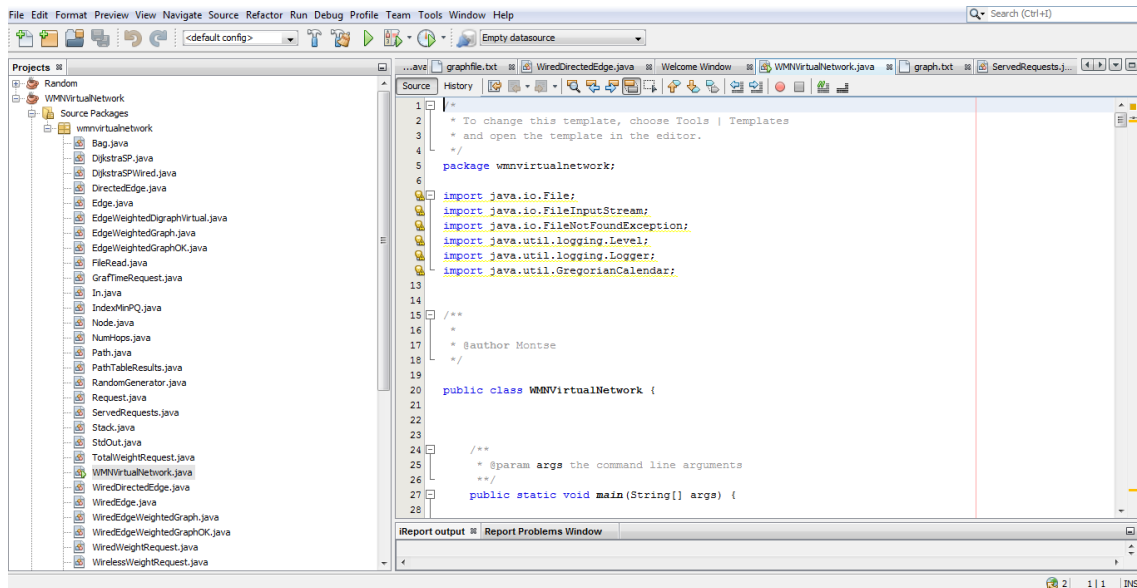 File Edit Format Preview View Navigate Source Refactor Run Debug Profile Team Tools Window Help
Search (Ctrl+I)
<default config>
Empty datasource
Projects
Random
WMNVirtualNetwork
Source Packages
wmnvirtualnetwork
Bag.java
DijkstraSP.java
DijkstraSPWired.java
DirectedEdge.java
Edge.java
EdgeWeightedDigraphVirtual.java
EdgeWeightedGraph.java
EdgeWeightedGraphOK.java
FileRead.java
GrafTimeRequest.java
In.java
IndexMinPQ.java
Node.java
NumHops.java
Path.java
PathTableResults.java
RandomGenerator.java
Request.java
ServedRequests.java
Stack.java
StdOut.java
TotalWeightRequest.java
WMNVirtualNetwork.java
WiredDirectedEdge.java
WiredEdge.java
WiredEdgeWeightedGraph.java
WiredEdgeWeightedGraphOK.java
WiredWeightRequest.java
WirelessWeightRequest.java
...ava graphfile.txt WiredDirectedEdge.java Welcome Window WMNVirtualNetwork.java graph.txt ServedRequests.j...
Source History
1 /*
2 * To change this template, choose Tools | Templates
3 * and open the template in the editor.
4 */
5 package wmnvirtualnetwork;
6
import java.io.File;
import java.io.FileInputStream;
import java.io.FileNotFoundException;
import java.util.logging.Level;
import java.util.logging.Logger;
import java.util.GregorianCalendar;
13
14
15 /**
16 *
17 * @author Montse
18 */
19
20 public class WMNVirtualNetwork {
21
22
23
24 /**
25 * @param args the command line arguments
26 **/
27 public static void main(String[] args) {
28
iReport output Report Problems Window
2 1|1 INS